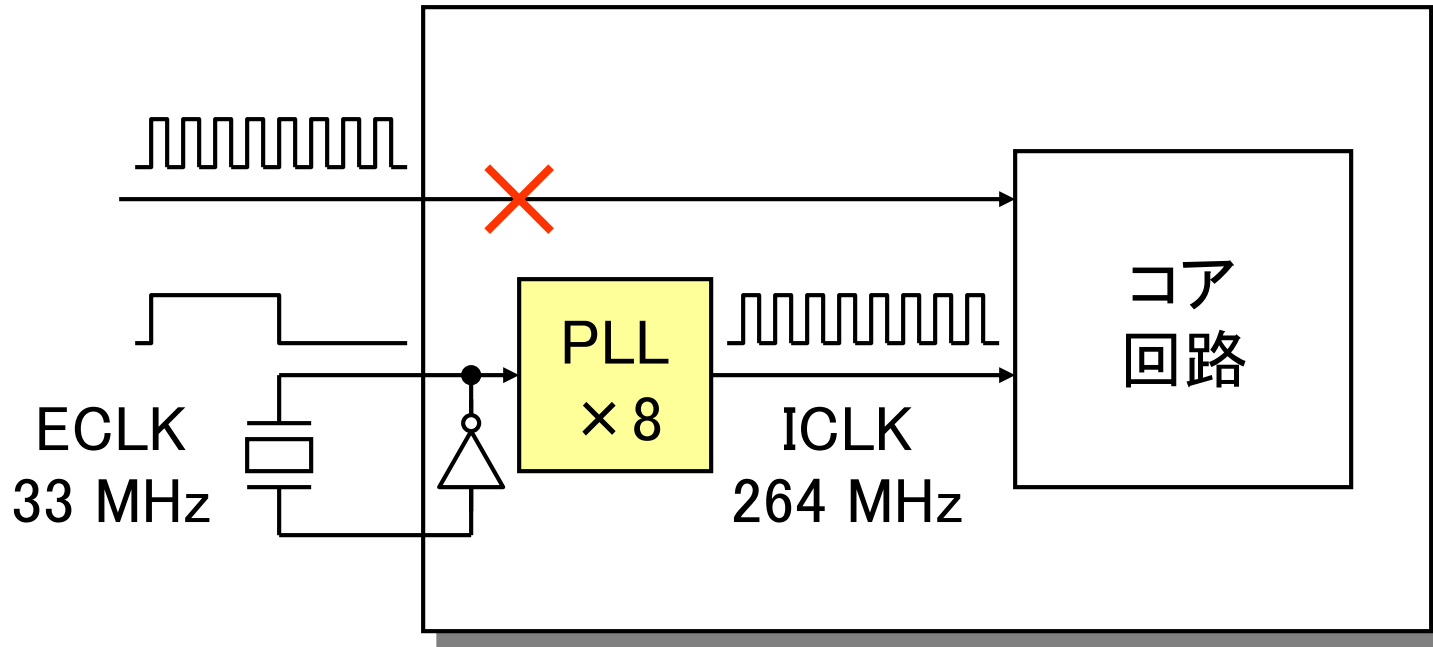 PLL
×8
ECLK
33 MHz
ICLK
264 MHz
コア
回路